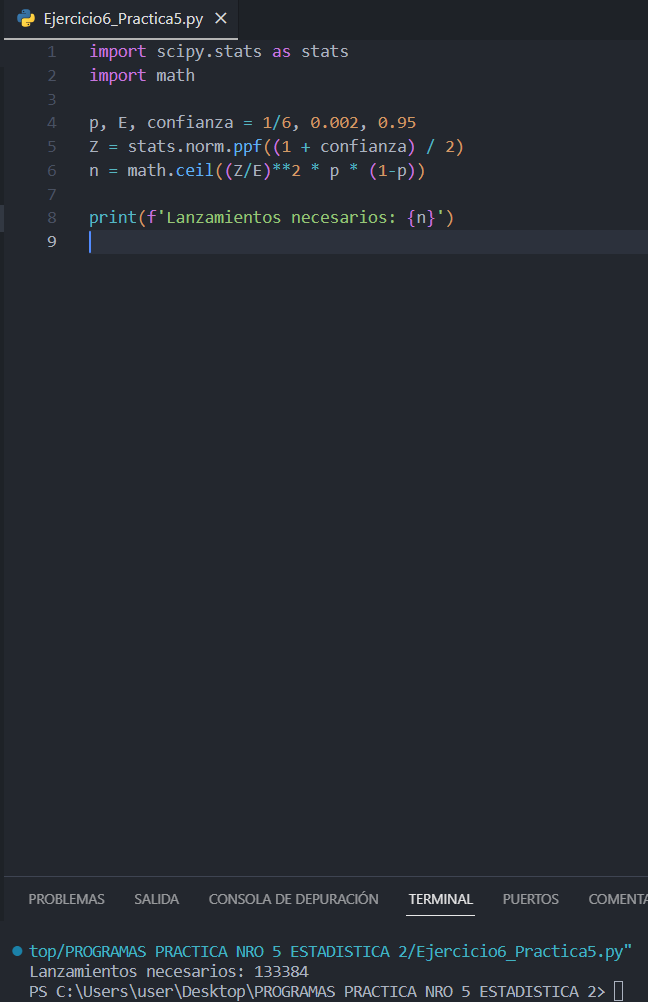 Ejercicio6_Practica5.py ×
1 import scipy.stats as stats
2 import math
3
4 p, E, confianza = 1/6, 0.002, 0.95
5 Z = stats.norm.ppf((1 + confianza) / 2)
6 n = math.ceil((Z/E)**2 * p * (1-p))
7
8 print(f'Lanzamientos necesarios: {n}')
9
PROBLEMAS SALIDA CONSOLA DE DEPURACIÓN TERMINAL PUERTOS COMENTA
top/PROGRAMAS PRACTICA NRO 5 ESTADISTICA 2/Ejercicio6_Practica5.py"
Lanzamientos necesarios: 133384
PS C:\Users\user\Desktop\PROGRAMAS PRACTICA NRO 5 ESTADISTICA 2>